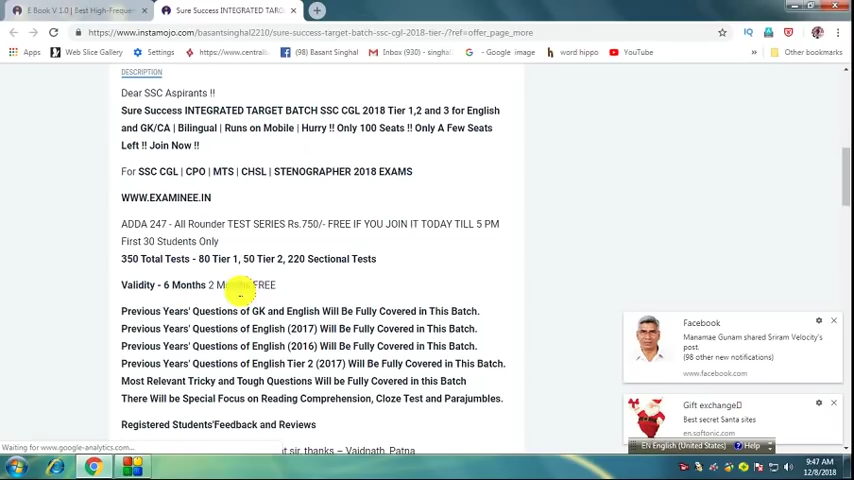 E Book V 1.0 | Best High-Freque
Sure Success INTEGRATED TAR
https://www.instamojo.com/basantsinghal2210/sure-success-target-batch-ssc-cgl-2018-tier-/?ref=offer_page_more
Apps
Web Slice Gallery
Settings
https://www.centralb
(98) Basant Singhal
Inbox (930) - singhal
- Google image
word hippo
YouTube
»
Other bookmarks
DESCRIPTION
Dear SSC Aspirants !!
Sure Success INTEGRATED TARGET BATCH SSC CGL 2018 Tier 1,2 and 3 for English
and GK/CA | Bilingual | Runs on Mobile | Hurry !! Only 100 Seats !! Only A Few Seats
Left !! Join Now !!
For SSC CGL | CPO | MTS | CHSL | STENOGRAPHER 2018 EXAMS
WWW.EXAMINEE.IN
ADDA 247 - All Rounder TEST SERIES Rs.750/- FREE IF YOU JOIN IT TODAY TILL 5 PM
First 30 Students Only
350 Total Tests - 80 Tier 1, 50 Tier 2, 220 Sectional Tests
Validity - 6 Months 2 Months FREE
Previous Years' Questions of GK and English Will Be Fully Covered in This Batch.
Previous Years' Questions of English (2017) Will Be Fully Covered in This Batch.
Previous Years' Questions of English (2016) Will Be Fully Covered in This Batch.
Previous Years' Questions of English Tier 2 (2017) Will Be Fully Covered in This Batch.
Most Relevant Tricky and Tough Questions Will be Fully Covered in this Batch
There Will be Special Focus on Reading Comprehension, Cloze Test and Parajumbles.
Registered Students'Feedback and Reviews
sir, thanks – Vaidnath, Patna
Facebook
Manamae Gunam shared Sriram Velocity's
post.
(98 other new notifications)
www.facebook.com
Gift exchange
Best secret Santa sites
en.softonic.com
Waiting for www.google-analytics.com...
EN English (United States)
Help
9:47 AM
12/8/2018